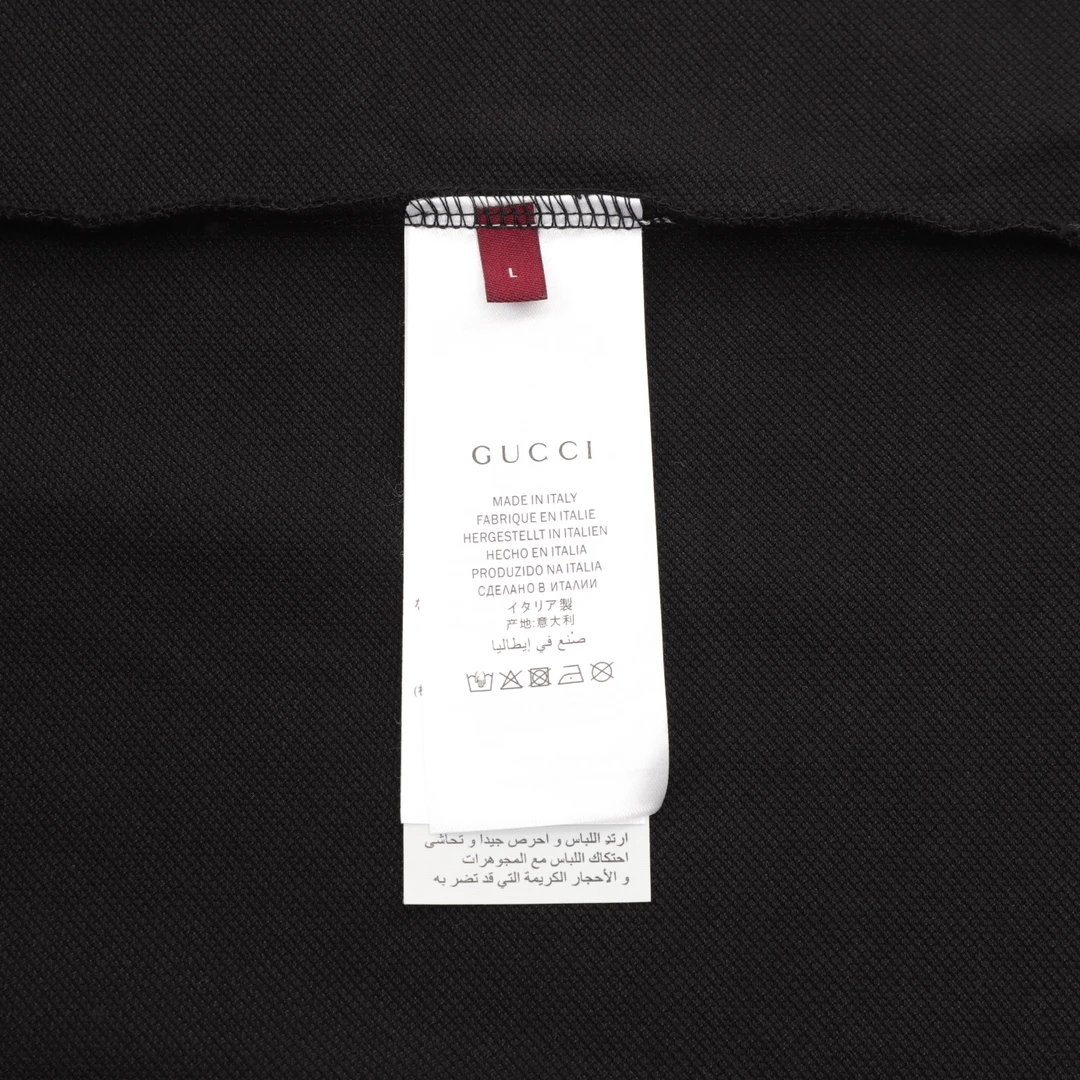 L
GUCCI
MADE IN ITALY
FABRIQUE EN ITALIE
HERGESTELLT IN ITALIEN
HECHO EN ITALIA
PRODUZIDO NA ITALIA
СДЕЛАНО В ИТАЛИИ
イタリア製
产地:意大利
صُنع في إيطاليا
ارتدِ اللباس و احرص جيدا و تحاشى
احتكاك اللباس مع المجوهرات
و الأحجار الكريمة التي قد تضر به